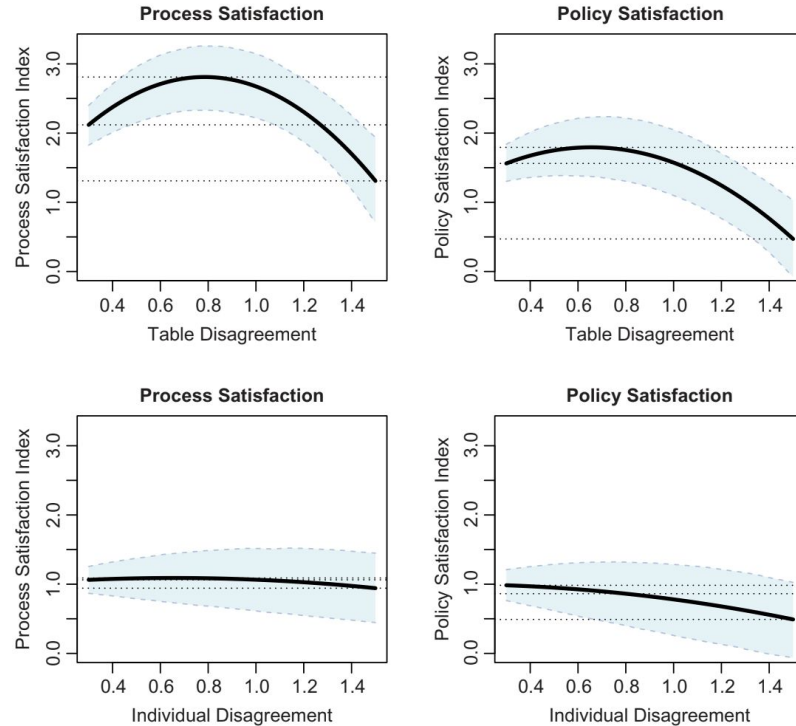 Process Satisfaction
Process Satisfaction Index
3.0
2.0
1.0
0.0
0.4 0.6 0.8 1.0 1.2 1.4
Table Disagreement
Policy Satisfaction
Policy Satisfaction Index
3.0
2.0
1.0
0.0
0.4 0.6 0.8 1.0 1.2 1.4
Table Disagreement
Process Satisfaction
Process Satisfaction Index
3.0
2.0
1.0
0.0
0.4 0.6 0.8 1.0 1.2 1.4
Individual Disagreement
Policy Satisfaction
Policy Satisfaction Index
3.0
2.0
1.0
0.0
0.4 0.6 0.8 1.0 1.2 1.4
Individual Disagreement